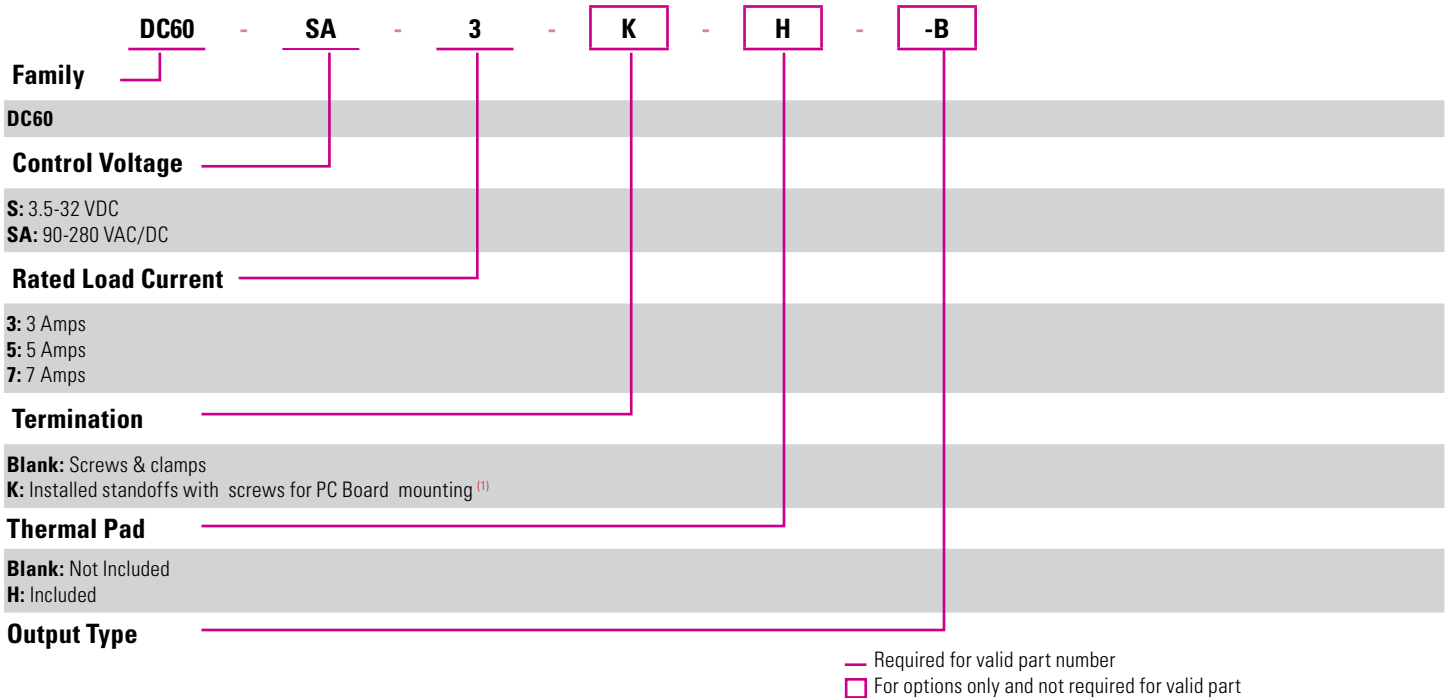 DC60 - SA - 3 - K - H - -B
Family
DC60
Control Voltage
S: 3.5-32 VDC
SA: 90-280 VAC/DC
Rated Load Current
3: 3 Amps
5: 5 Amps
7: 7 Amps
Termination
Blank: Screws & clamps
K: Installed standoffs with screws for PC Board mounting (1)
Thermal Pad
Blank: Not Included
H: Included
Output Type
Required for valid part number
For options only and not required for valid part